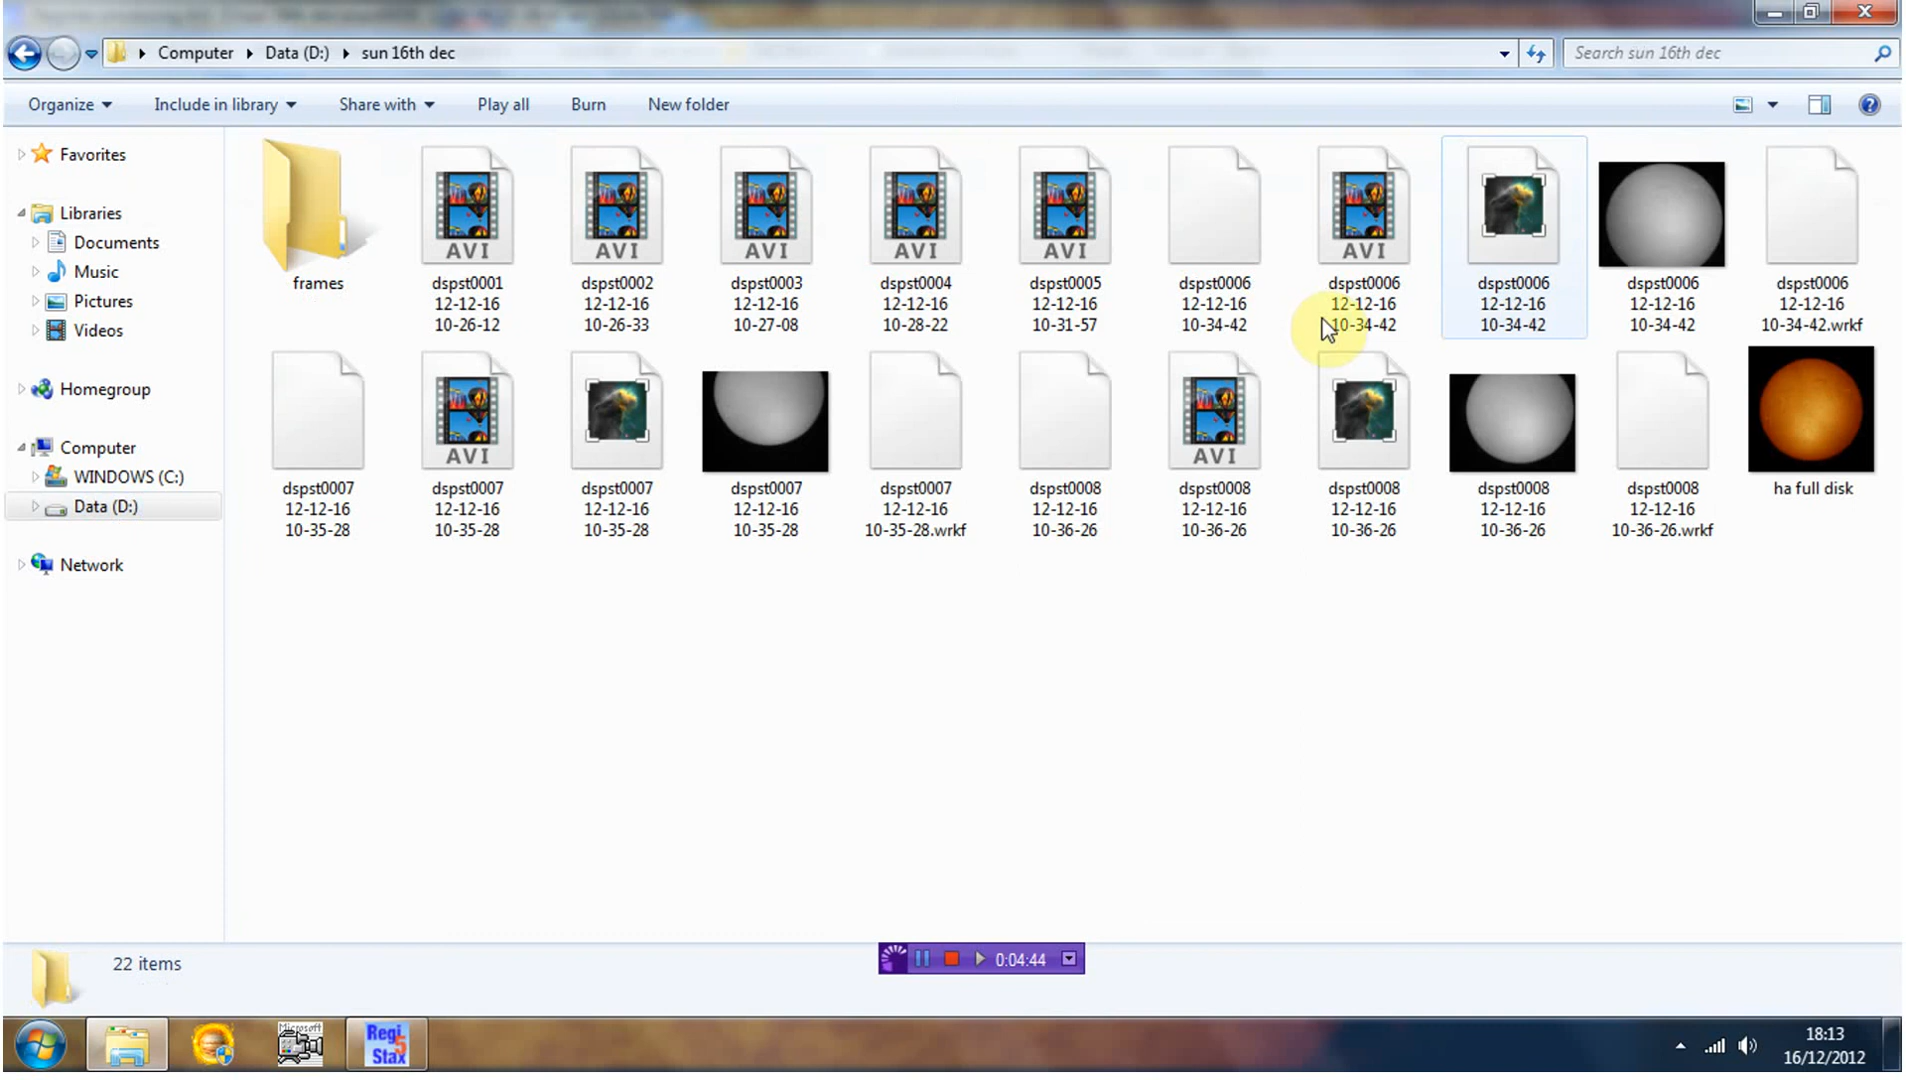 Computer ▸ Data (D:) ▸ sun 16th dec
Search sun 16th dec
Organize
Include in library
Share with
Play all
Burn
New folder
Favorites
Libraries
Documents
Music
Pictures
Videos
Homegroup
Computer
WINDOWS (C:)
Data (D:)
Network
AVI
AVI
AVI
AVI
AVI
AVI
frames
dspst0001
12-12-16
10-26-12
dspst0002
12-12-16
10-26-33
dspst0003
12-12-16
10-27-08
dspst0004
12-12-16
10-28-22
dspst0005
12-12-16
10-31-57
dspst0006
12-12-16
10-34-42
dspst0006
12-12-16
10-34-42
dspst0006
12-12-16
10-34-42
dspst0006
12-12-16
10-34-42
dspst0006
12-12-16
10-34-42.wrkf
AVI
AVI
dspst0007
12-12-16
10-35-28
dspst0007
12-12-16
10-35-28
dspst0007
12-12-16
10-35-28
dspst0007
12-12-16
10-35-28
dspst0007
12-12-16
10-35-28.wrkf
dspst0008
12-12-16
10-36-26
dspst0008
12-12-16
10-36-26
dspst0008
12-12-16
10-36-26
dspst0008
12-12-16
10-36-26
dspst0008
12-12-16
10-36-26.wrkf
ha full disk
22 items
0:04:44
Microsoft
Regi
5
Stax
18:13
16/12/2012